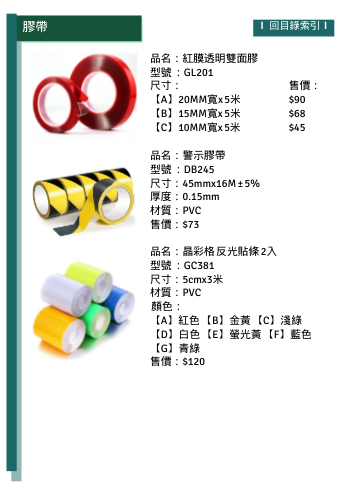 膠帶
回目錄索引
品名：紅膜透明雙面膠
型號：GL201
尺寸： 售價：
【A】20MM寬x5米 $90
【B】15MM寬x5米 $68
【C】10MM寬x5米 $45
品名：警示膠帶
型號：DB245
尺寸：45mmx16M±5%
厚度：0.15mm
材質：PVC
售價：$73
品名：晶彩格反光貼條2入
型號：GC381
尺寸：5cmx3米
材質：PVC
顏色：
【A】紅色【B】金黃【C】淺綠
【D】白色【E】螢光黃【F】藍色
【G】青綠
售價：$120